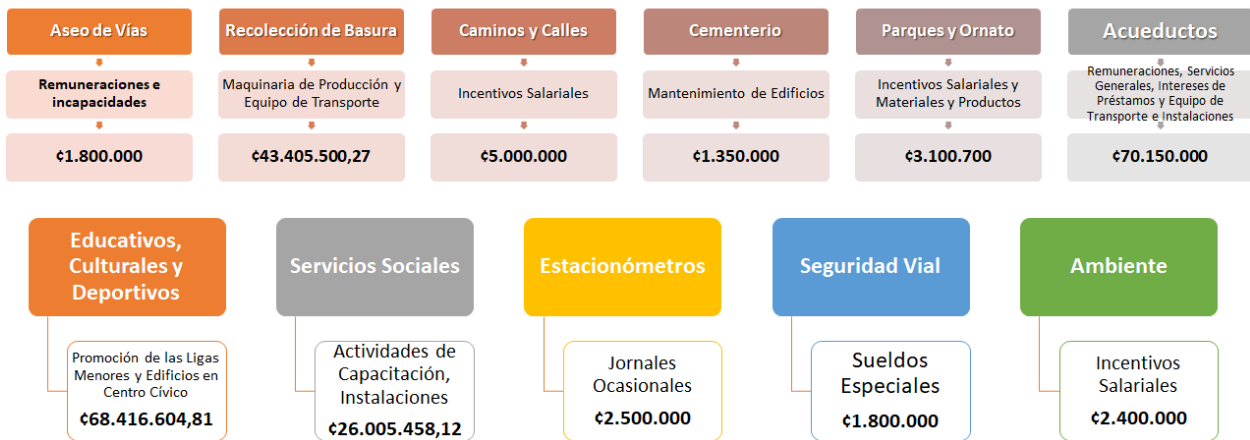 Aseo de Vías
Remuneraciones e
incapacidades
¢1.800.000
Recolección de Basura
Maquinaria de Producción y
Equipo de Transporte
¢43.405.500,27
Caminos y Calles
Incentivos Salariales
¢5.000.000
Cementerio
Mantenimiento de Edificios
¢1.350.000
Parques y Ornato
Incentivos Salariales y
Materiales y Productos
¢3.100.700
Acueductos
Remuneraciones, Servicios
Generales, Intereses de
Préstamos y Equipo de
Transporte e Instalaciones
¢70.150.000
Educativos,
Culturales y
Deportivos
Promoción de las Ligas
Menores y Edificios en
Centro Cívico
¢68.416.604,81
Servicios Sociales
Actividades de
Capacitación,
Instalaciones
¢26.005.458,12
Estacionómetros
Jornales
Ocasionales
¢2.500.000
Seguridad Vial
Sueldos
Especiales
¢1.800.000
Ambiente
Incentivos
Salariales
¢2.400.000